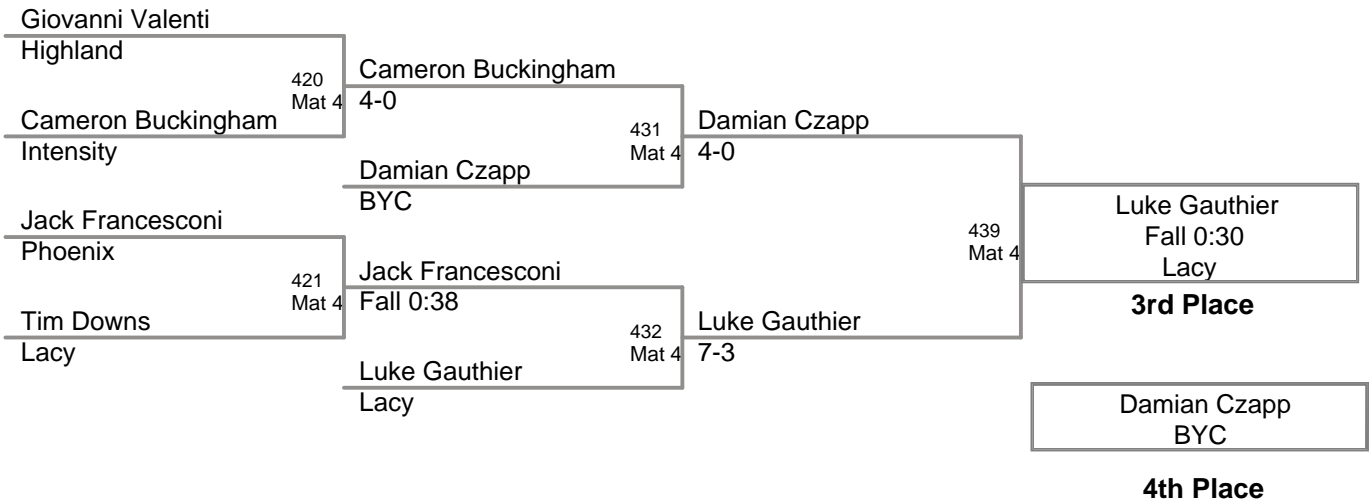 Giovanni Valenti
Highland
420
Mat 4
Cameron Buckingham
4-0
Cameron Buckingham
Intensity
431
Mat 4
Damian Czapp
4-0
Damian Czapp
BYC
Jack Francesconi
Phoenix
421
Mat 4
Jack Francesconi
Fall 0:38
Tim Downs
Lacy
432
Mat 4
Luke Gauthier
7-3
Luke Gauthier
Lacy
439
Mat 4
Luke Gauthier
Fall 0:30
Lacy
3rd Place
Damian Czapp
BYC
4th Place